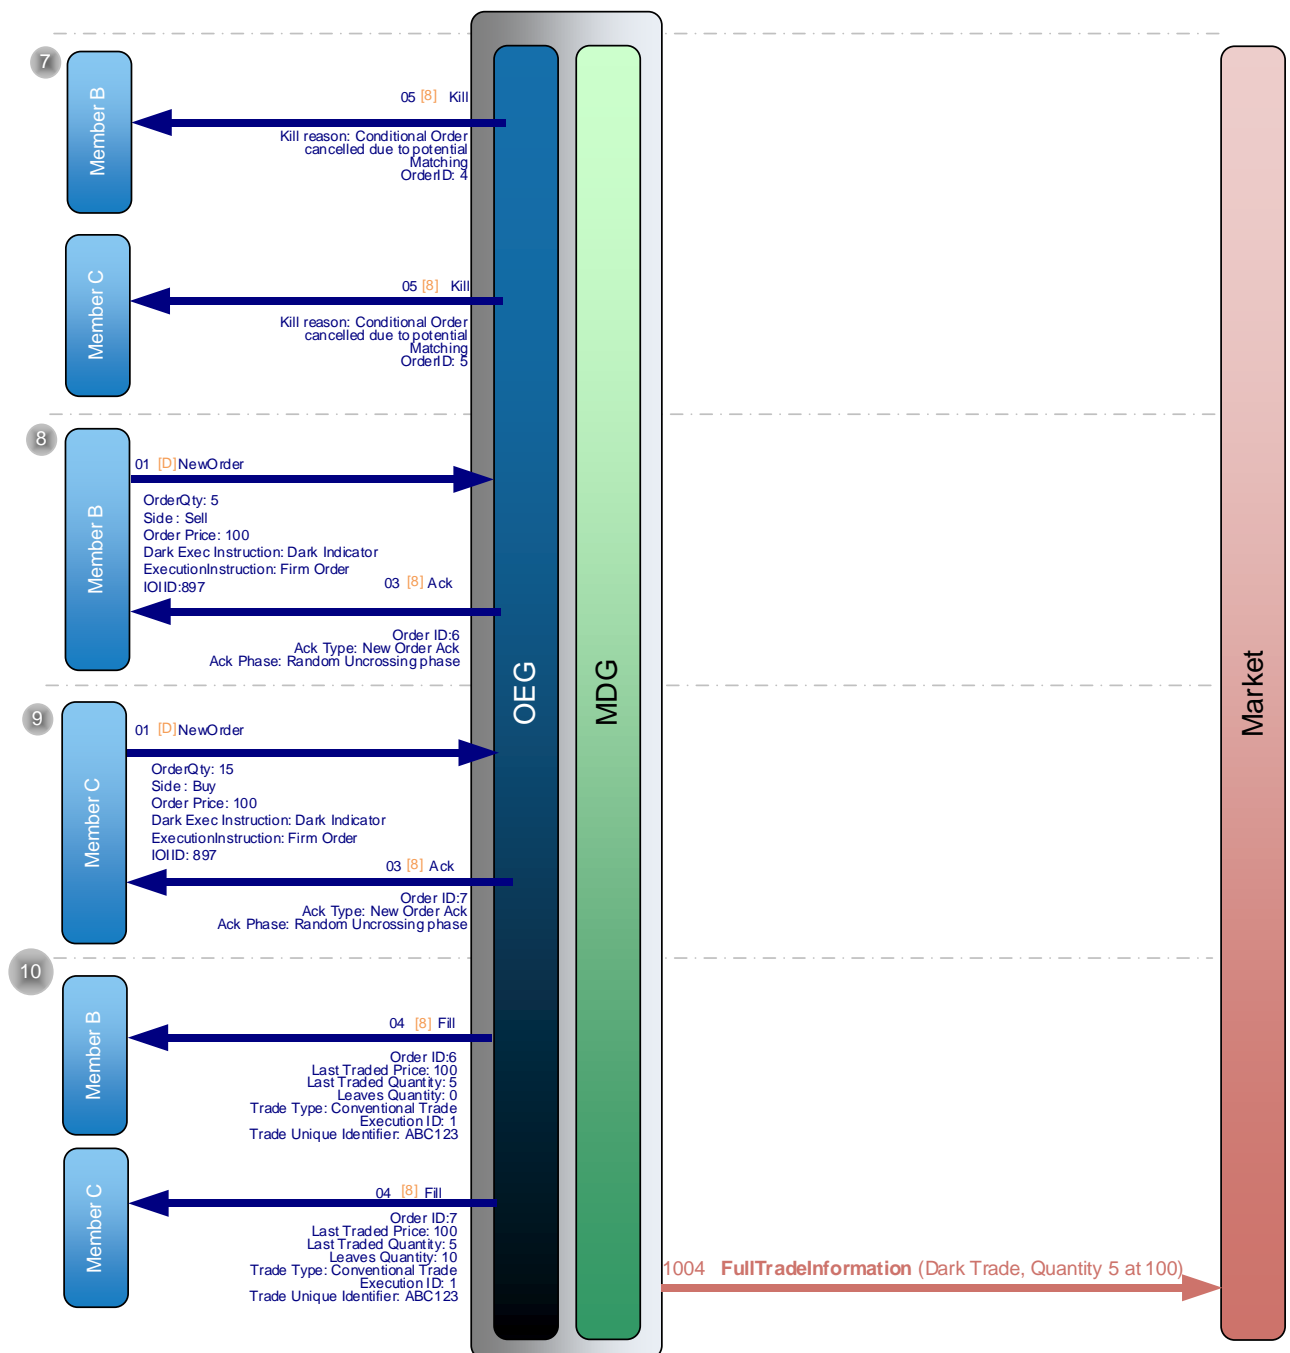 7
Member B
05 [8] Kill
Kill reason: Conditional Order
cancelled due to potential
Matching
OrderID: 4
Member C
05 [8] Kill
Kill reason: Conditional Order
cancelled due to potential
Matching
OrderID: 5
8
Member B
01 [D] NewOrder
OrderQty: 5
Side : Sell
Order Price: 100
Dark Exec Instruction: Dark Indicator
ExecutionInstruction: Firm Order
IOIID:897
03 [8] Ack
Order ID:6
Ack Type: New Order Ack
Ack Phase: Random Uncrossing phase
OEG
MDG
Market
9
Member C
01 [D] NewOrder
OrderQty: 15
Side : Buy
Order Price: 100
Dark Exec Instruction: Dark Indicator
ExecutionInstruction: Firm Order
IOIID: 897
03 [8] Ack
Order ID:7
Ack Type: New Order Ack
Ack Phase: Random Uncrossing phase
10
Member B
04 [8] Fill
Order ID:6
Last Traded Price: 100
Last Traded Quantity: 5
Leaves Quantity: 0
Trade Type: Conventional Trade
Execution ID: 1
Trade Unique Identifier: ABC123
Member C
04 [8] Fill
Order ID:7
Last Traded Price: 100
Last Traded Quantity: 5
Leaves Quantity: 10
Trade Type: Conventional Trade
Execution ID: 1
Trade Unique Identifier: ABC123
1004 FullTradeInformation (Dark Trade, Quantity 5 at 100)